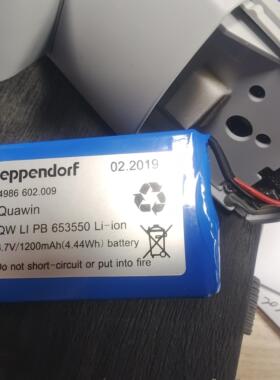 eppendorf
02.2019
4986 602.009
Quawin
QW LI PB 653550 Li-ion
3.7V/1200mAh(4.44Wh) battery
Do not short-circuit or put into fire